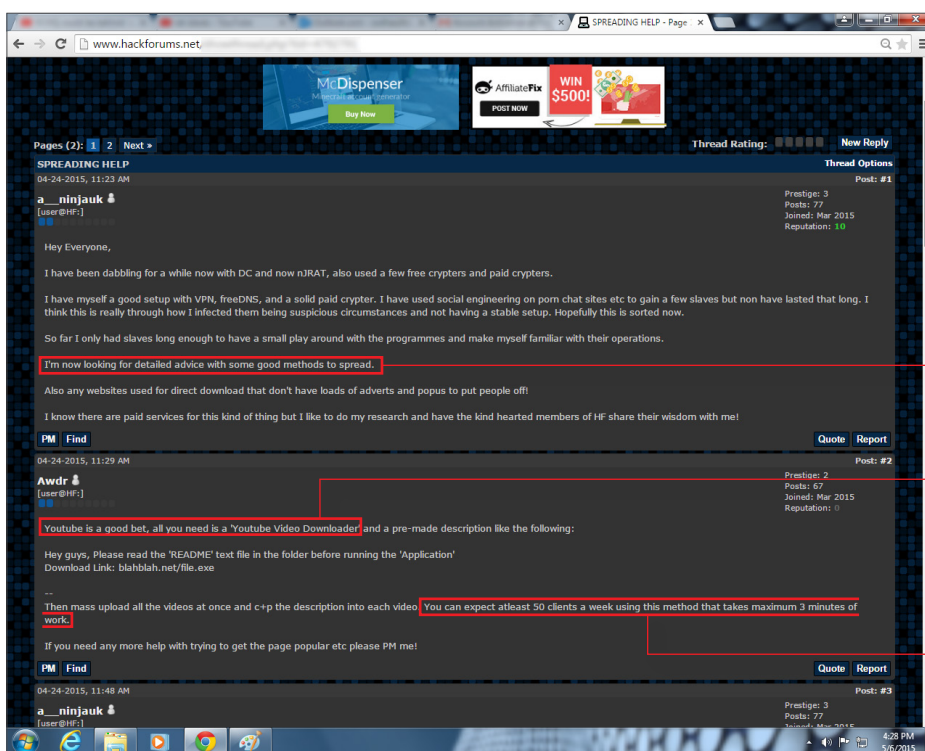 SPREADING HELP - Page
www.hackforums.net
McDispenser
Minecraft account generator
Buy Now
AffiliateFix
POST NOW
WIN
$500!
Pages (2): 1 2 Next »
Thread Rating:
New Reply
SPREADING HELP
Thread Options
04-24-2015, 11:23 AM
Post: #1
a__ninjauk
[user@HF:]
Prestige: 3
Posts: 77
Joined: Mar 2015
Reputation: 10
Hey Everyone,
I have been dabbling for a while now with DC and now nJRAT, also used a few free crypters and paid crypters.
I have myself a good setup with VPN, freeDNS, and a solid paid crypter. I have used social engineering on porn chat sites etc to gain a few slaves but non have lasted that long. I
think this is really through how I infected them being suspicious circumstances and not having a stable setup. Hopefully this is sorted now.
So far I only had slaves long enough to have a small play around with the programmes and make myself familiar with their operations.
I'm now looking for detailed advice with some good methods to spread.
Also any websites used for direct download that don't have loads of adverts and popus to put people off!
I know there are paid services for this kind of thing but I like to do my research and have the kind hearted members of HF share their wisdom with me!
PM Find
Quote Report
04-24-2015, 11:29 AM
Post: #2
Awdr
[user@HF:]
Prestige: 2
Posts: 67
Joined: Mar 2015
Reputation: 0
Youtube is a good bet, all you need is a 'Youtube Video Downloader' and a pre-made description like the following:
Hey guys, Please read the 'README' text file in the folder before running the 'Application'
Download Link: blahblah.net/file.exe
--
Then mass upload all the videos at once and c+p the description into each video. You can expect atleast 50 clients a week using this method that takes maximum 3 minutes of
work.
If you need any more help with trying to get the page popular etc please PM me!
PM Find
Quote Report
04-24-2015, 11:48 AM
Post: #3
a__ninjauk
[user@HF:]
Prestige: 3
Posts: 77
Joined: Mar 2015
4:28 PM
5/6/2015